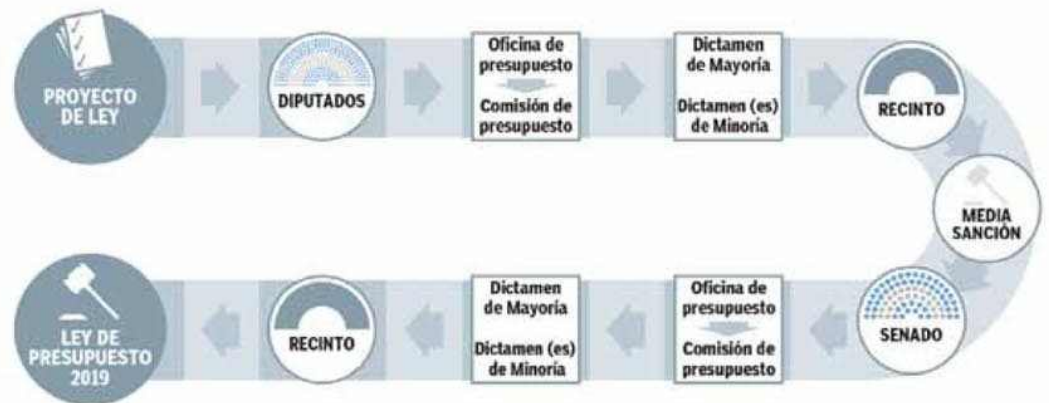 PROYECTO
DE LEY
DIPUTADOS
Oficina de
presupuesto
Comisión de
presupuesto
Dictamen
de Mayoría
Dictamen (es)
de Minoría
RECINTO
MEDIA
SANCIÓN
SENADO
Oficina de
presupuesto
Comisión de
presupuesto
Dictamen
de Mayoría
Dictamen (es)
de Minoría
RECINTO
LEY DE
PRESUPUESTO
2019